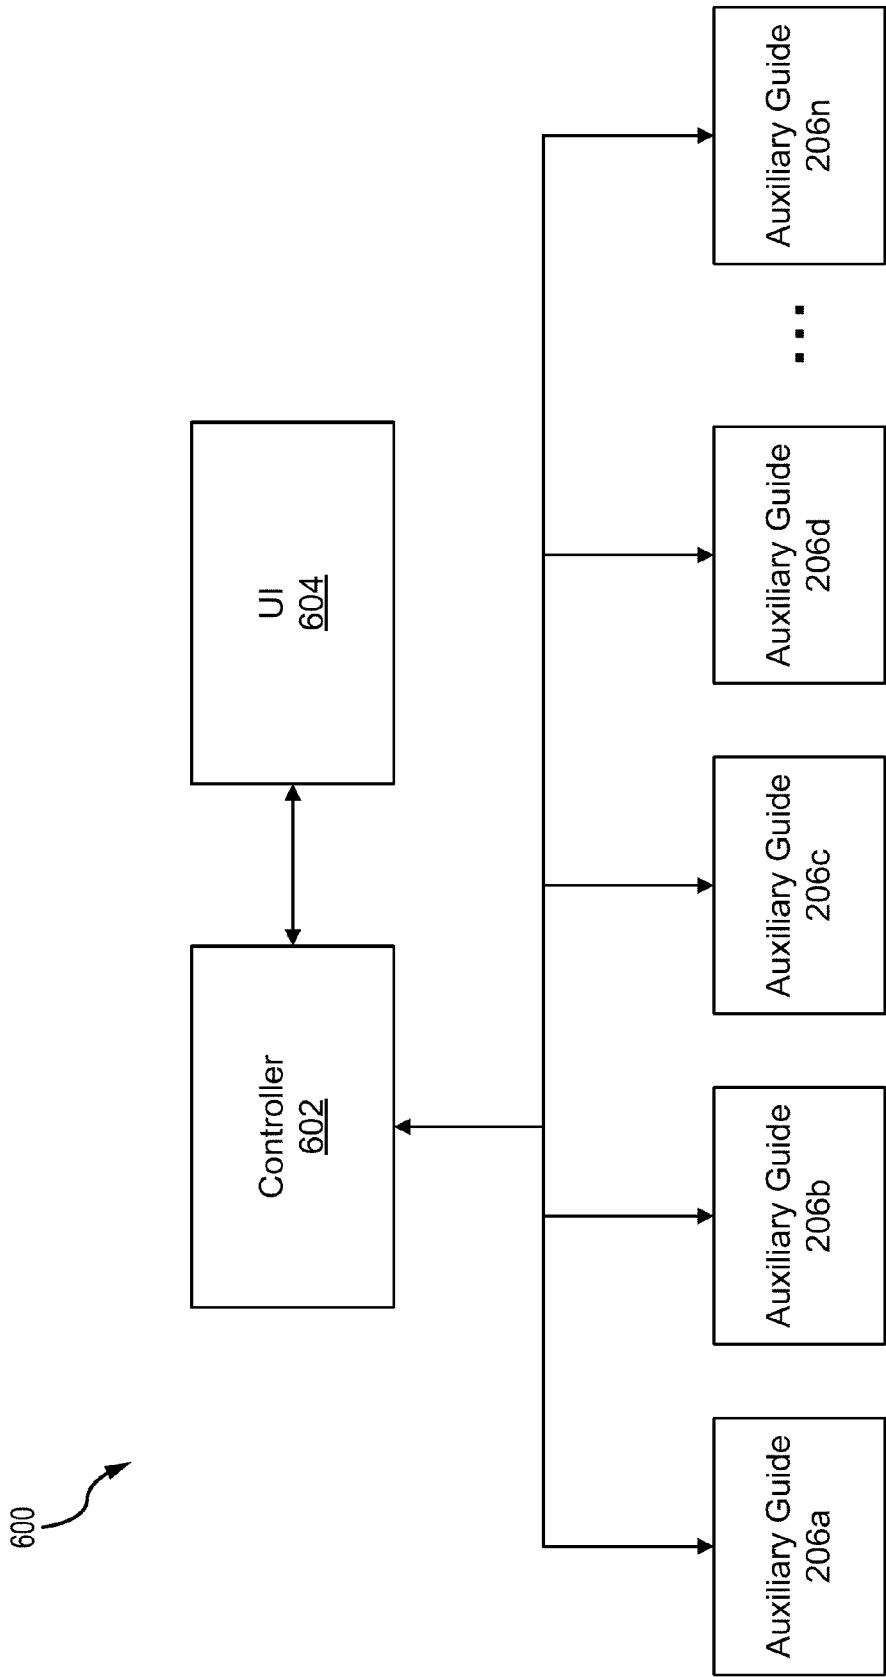 600
Controller
602
UI
604
Auxiliary Guide
206a
Auxiliary Guide
206b
Auxiliary Guide
206c
Auxiliary Guide
206d
...
Auxiliary Guide
206n